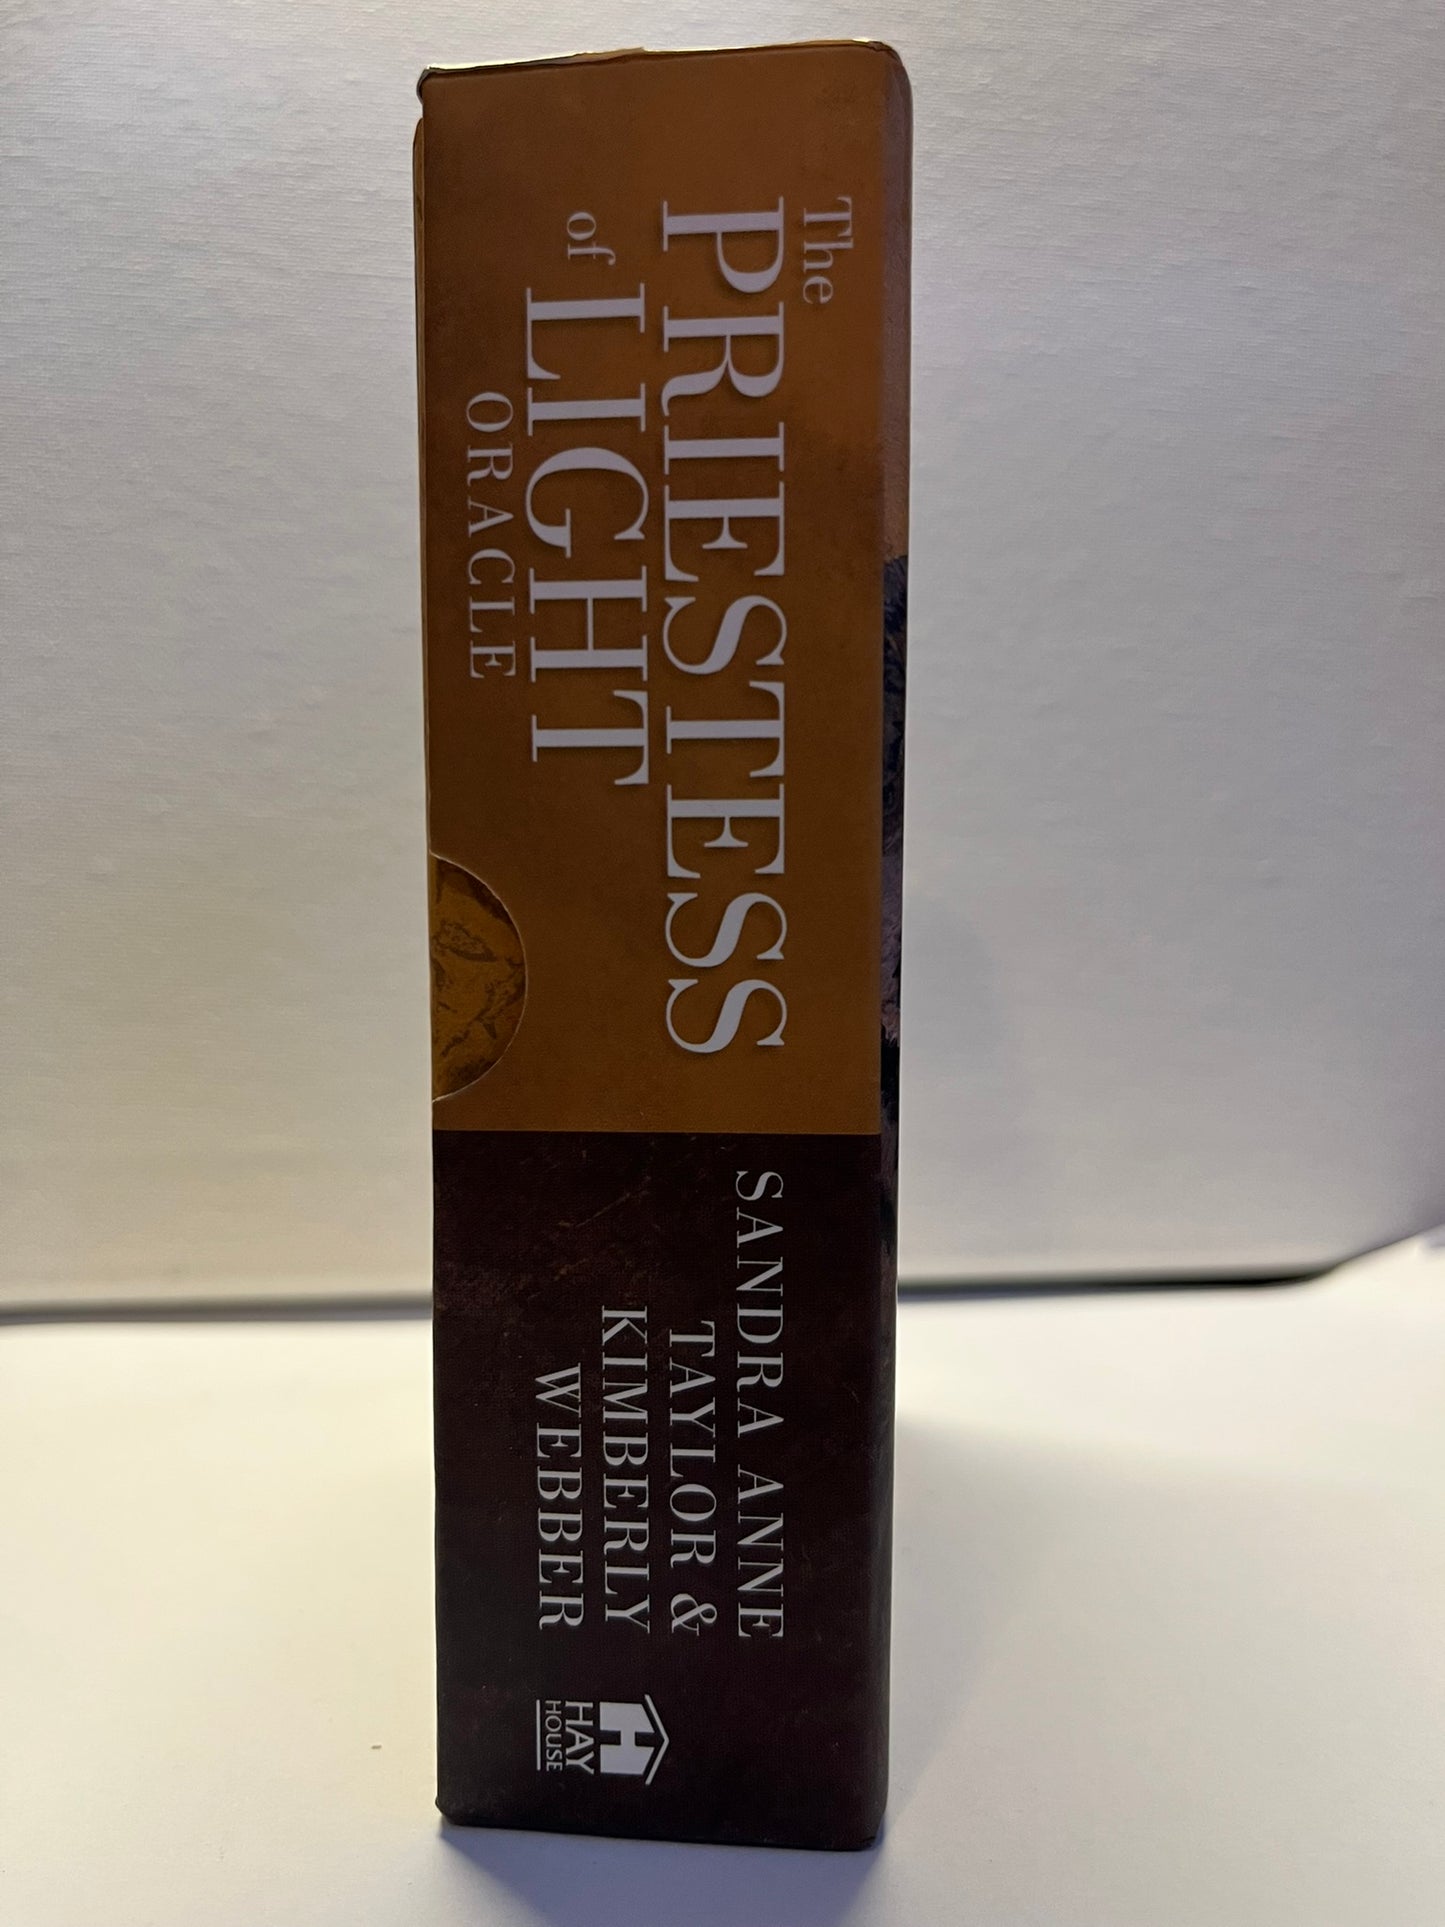 The
PRIESTESS
of LIGHT
ORACLE
SANDRA ANNE
TAYLOR &
KIMBERLY
WEBBER
H
HAY
HOUSE